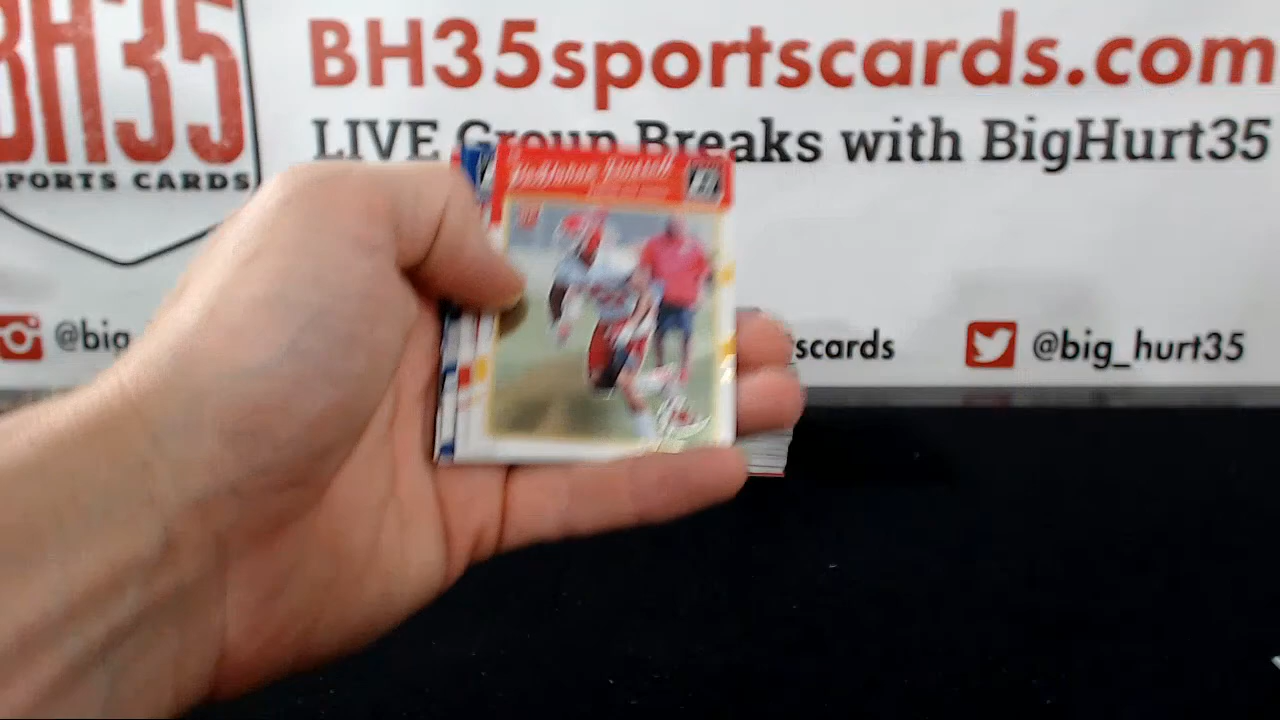 BH35
SPORTS CARDS
BH35sportscards.com
LIVE Group Breaks with BigHurt35
@big
scards
@big_hurt35